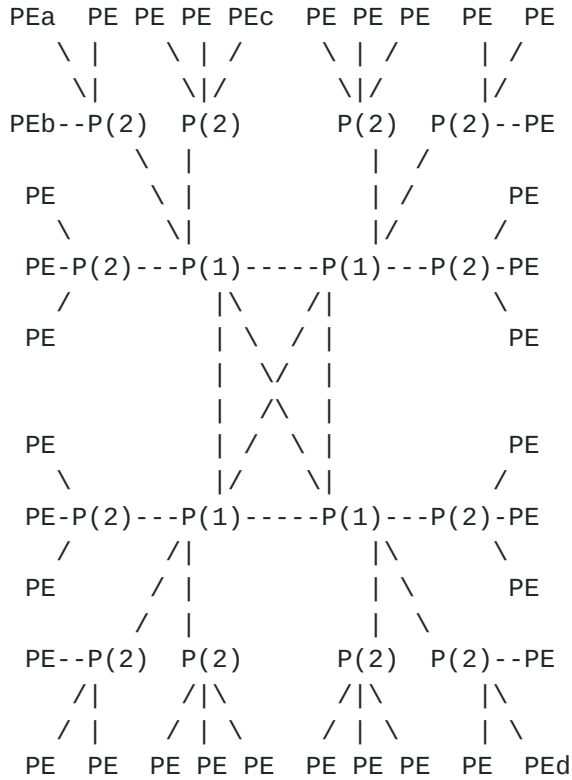 PEa  PE PE PE PEc  PE PE PE  PE  PE
PEb--P(2)  P(2)      P(2)  P(2)--PE
PE                             PE
PE-P(2)---P(1)-----P(1)---P(2)-PE
PE                             PE
PE                             PE
PE-P(2)---P(1)-----P(1)---P(2)-PE
PE                             PE
PE--P(2)  P(2)      P(2)  P(2)--PE
PE  PE  PE PE PE  PE PE PE  PE  PEd